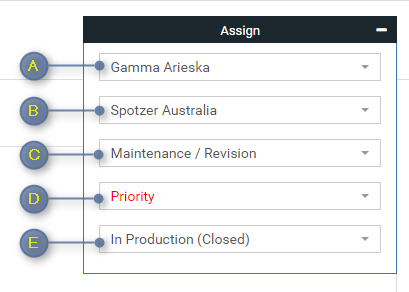 Assign
A Gamma Arieska
B Spotzer Australia
C Maintenance / Revision
D Priority
E In Production (Closed)